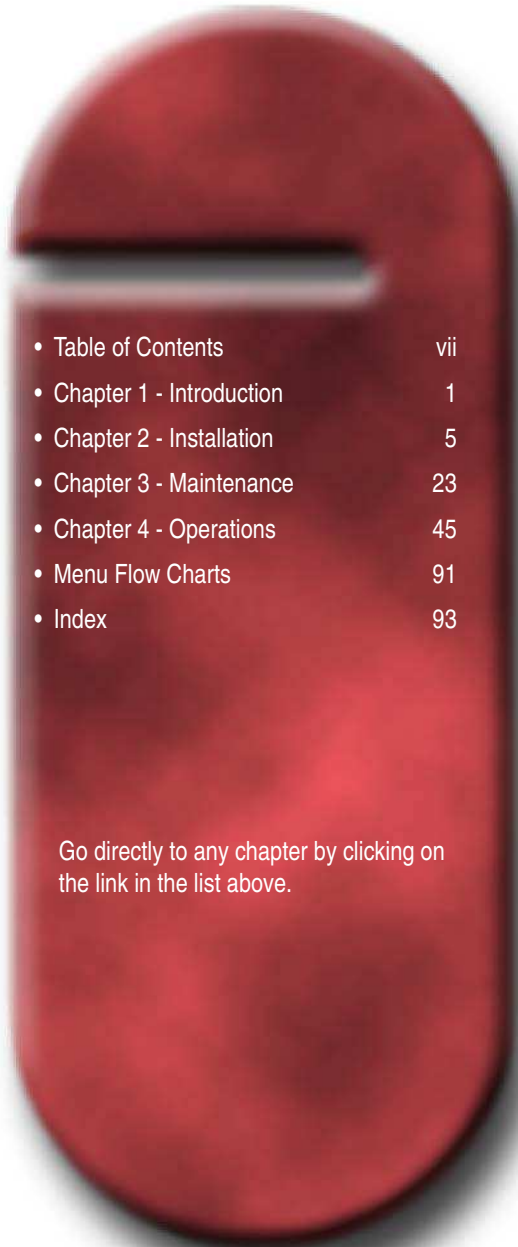 • Table of Contents vii
• Chapter 1 - Introduction 1
• Chapter 2 - Installation 5
• Chapter 3 - Maintenance 23
• Chapter 4 - Operations 45
• Menu Flow Charts 91
• Index 93
Go directly to any chapter by clicking on
the link in the list above.